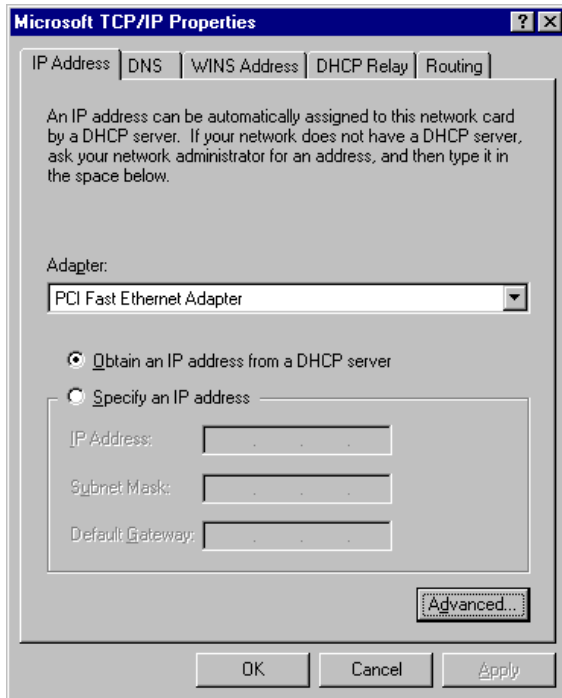 Microsoft TCP/IP Properties
IP Address DNS WINS Address DHCP Relay Routing
An IP address can be automatically assigned to this network card
by a DHCP server. If your network does not have a DHCP server,
ask your network administrator for an address, and then type it in
the space below.
Adapter:
PCI Fast Ethernet Adapter
Obtain an IP address from a DHCP server
Specify an IP address
IP Address:
Subnet Mask:
Default Gateway:
Advanced...
OK Cancel Apply